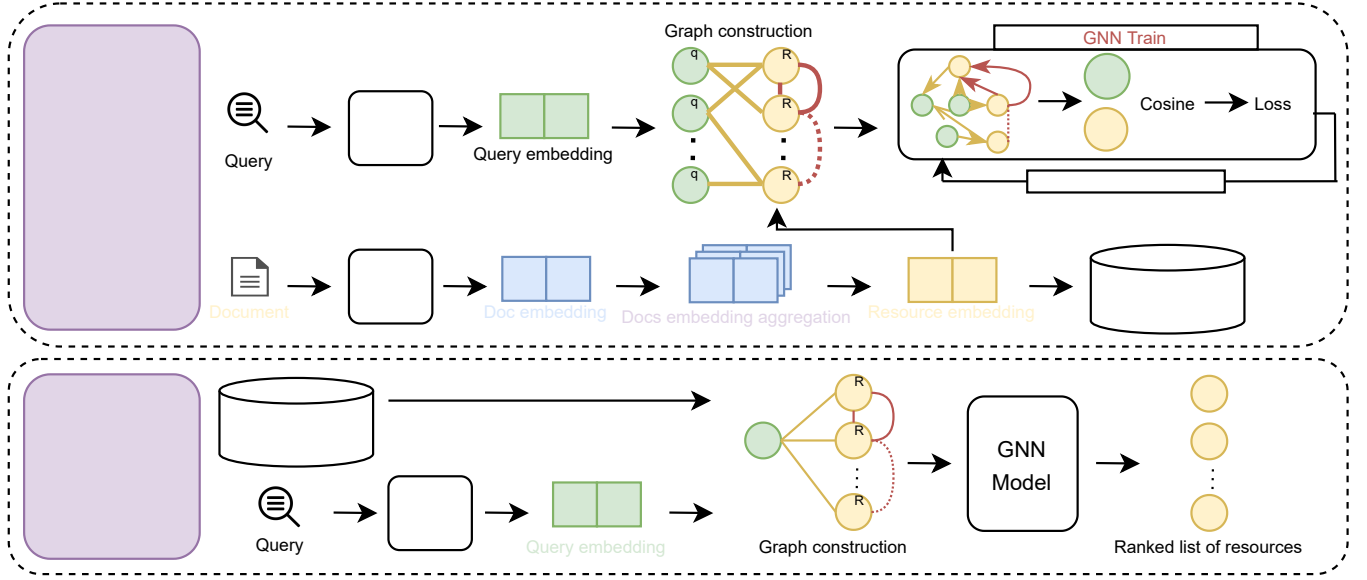 Graph construction
GNN Train
q
R
q
R
Cosine
Loss
Query
Query embedding
q
R
Document
Doc embedding
Docs embedding aggregation
Resource embedding
R
R
GNN
Model
R
Query
Query embedding
Graph construction
Ranked list of resources